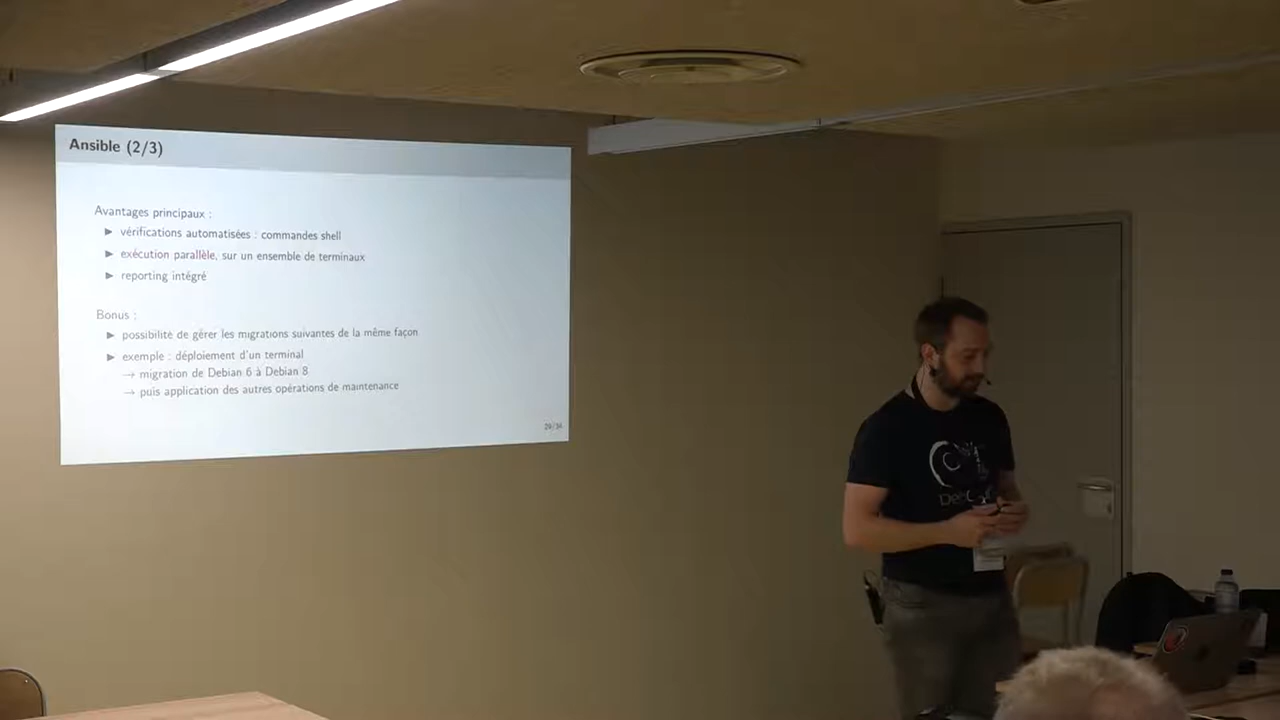 Ansible (2/3)
Avantages principaux :
► vérifications automatisées : commandes shell
► exécution parallèle, sur un ensemble de terminaux
► reporting intégré
Bonus :
► possibilité de gérer les migrations suivantes de la même façon
► exemple : déploiement d'un terminal
→ migration de Debian 6 à Debian 8
→ puis application des autres opérations de maintenance